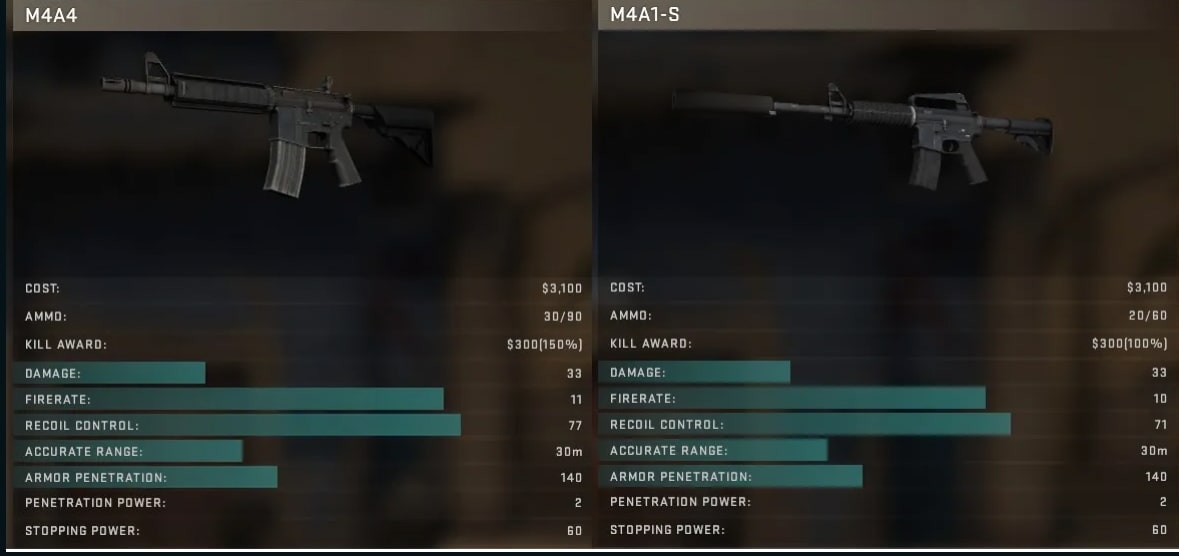 M4A4
COST: $3,100
AMMO: 30/90
KILL AWARD: $300(150%)
DAMAGE: 33
FIRERATE: 11
RECOIL CONTROL: 77
ACCURATE RANGE: 30m
ARMOR PENETRATION: 140
PENETRATION POWER: 2
STOPPING POWER: 60
M4A1-S
COST: $3,100
AMMO: 20/60
KILL AWARD: $300(100%)
DAMAGE: 33
FIRERATE: 10
RECOIL CONTROL: 71
ACCURATE RANGE: 30m
ARMOR PENETRATION: 140
PENETRATION POWER: 2
STOPPING POWER: 60